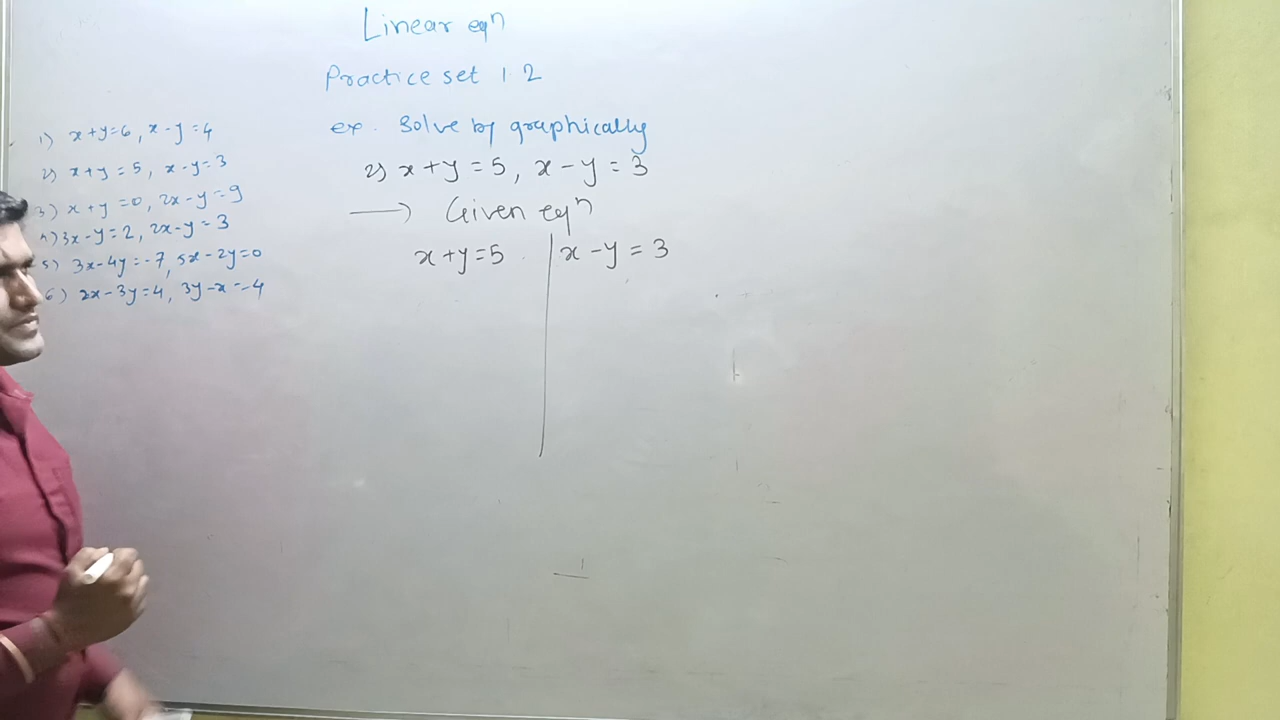 Linear eqn
Practice set 1.2
1) x+y=6, x-y=4
2) x+y=5, x-y=3
3) x+y=0, 2x-y=9
4) 3x-y=2, 2x-y=3
5) 3x-4y=-7, 5x-2y=0
6) 2x-3y=4, 3y-x=-4
ex. Solve by graphically
2) x+y=5, x-y=3
→ Given eqn
x+y=5 | x-y=3